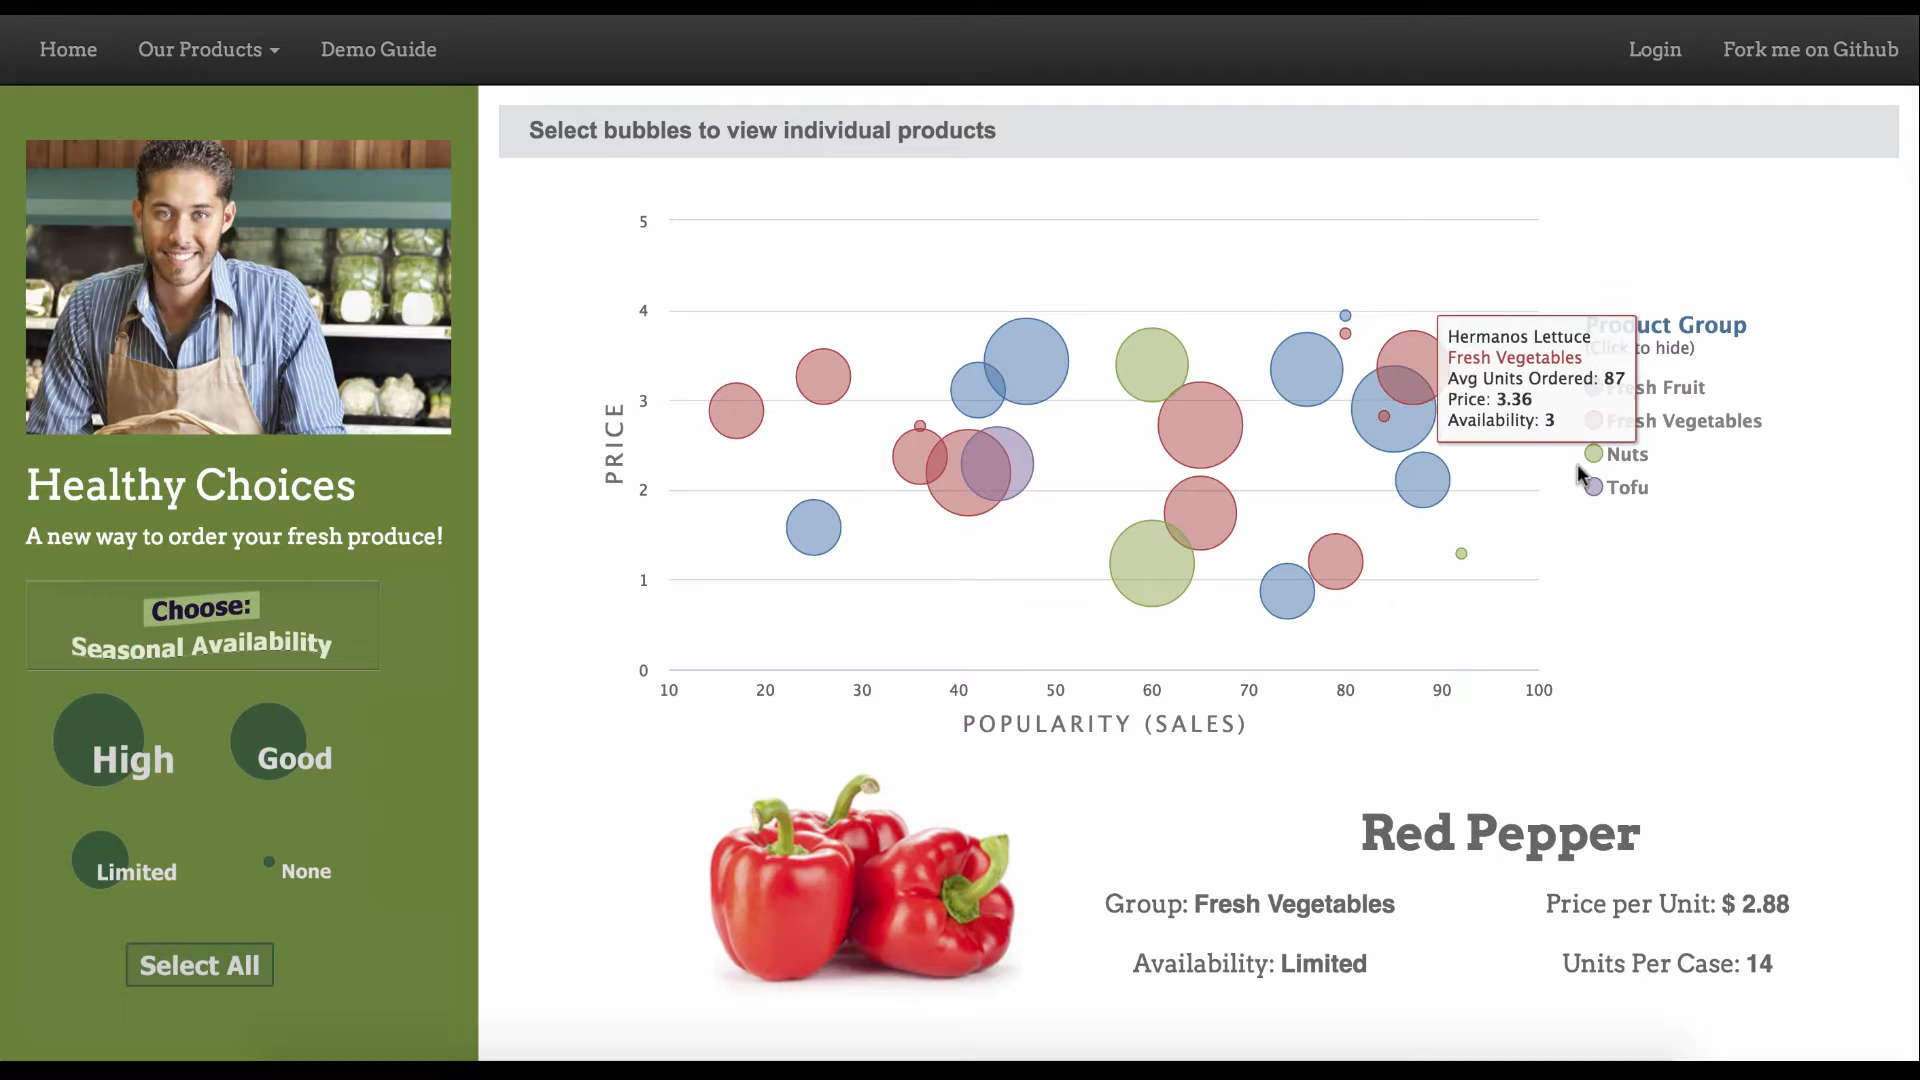 Home
Our Products
Demo Guide
Login
Fork me on Github
Healthy Choices
A new way to order your fresh produce!
Choose:
Seasonal Availability
High
Good
Limited
None
Select All
Select bubbles to view individual products
PRICE
5
4
3
2
1
0
10 20 30 40 50 60 70 80 90 100
POPULARITY (SALES)
Hermanos Lettuce
Fresh Vegetables
Avg Units Ordered: 87
Price: 3.36
Availability: 3
Product Group
(Click to hide)
Fresh Fruit
Fresh Vegetables
Nuts
Tofu
Red Pepper
Group: Fresh Vegetables
Price per Unit: $ 2.88
Availability: Limited
Units Per Case: 14